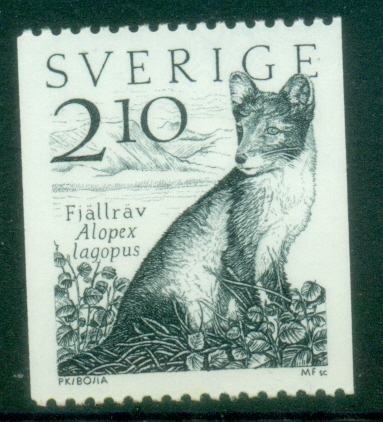 SVERIGE
2 10
Fjällräv
Alopex
lagopus
PK/BO/IA
MF sc